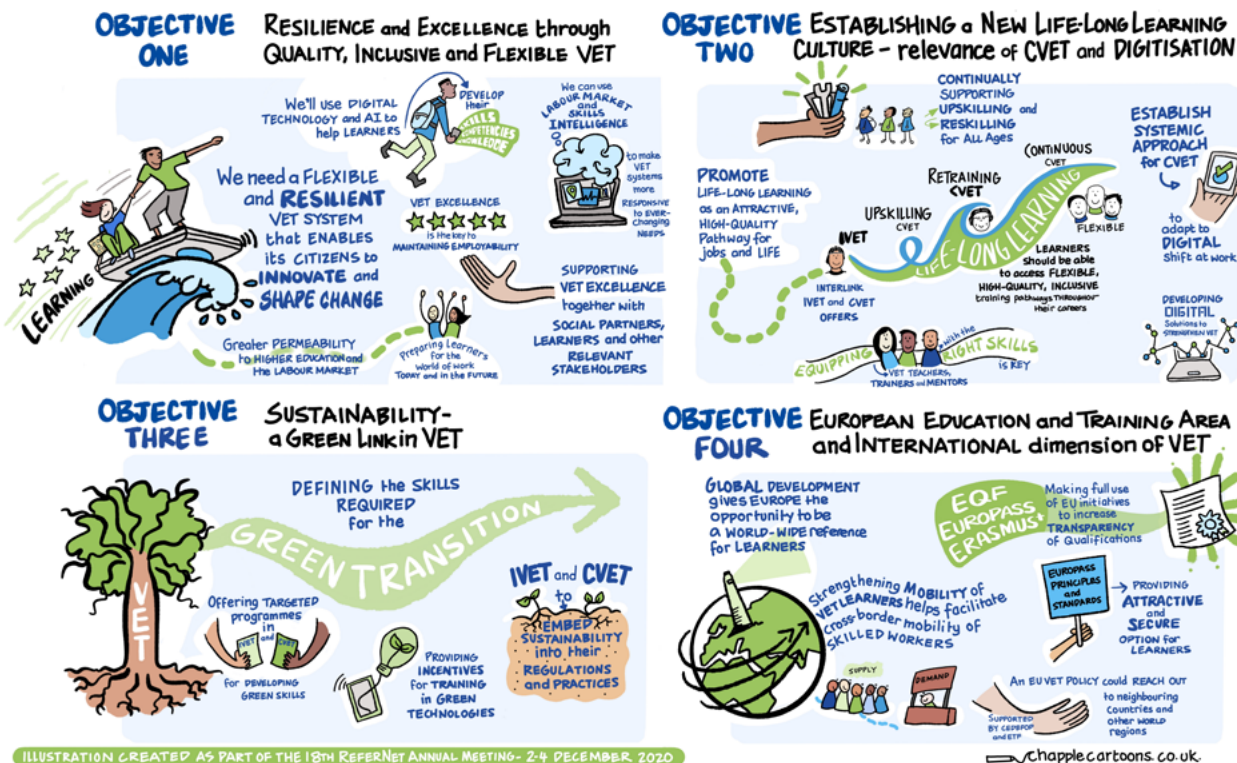 OBJECTIVE
ONE
RESILIENCE and EXCELLENCE through
QUALITY, INCLUSIVE and FLEXIBLE VET
We'll use DIGITAL
TECHNOLOGY and AI to
help LEARNERS
DEVELOP
their
SKILLS
COMPETENCIES
KNOWLEDGE
We can use
LABOUR MARKET
and
SKILLS
INTELLIGENCE
to make
VET
SYSTEMS
more
RESPONSIVE
to EVER-
CHANGING
NEEDS
We need a FLEXIBLE
and RESILIENT
VET SYSTEM
that ENABLES
its CITIZENS to
INNOVATE and
SHAPE CHANGE
VET EXCELLENCE
is the key to
MAINTAINING EMPLOYABILITY
LEARNING
SUPPORTING
VET EXCELLENCE
together with
SOCIAL PARTNERS,
LEARNERS and other
RELEVANT
STAKEHOLDERS
Greater PERMEABILITY
to HIGHER EDUCATION and
the LABOUR MARKET
Preparing Learners
for the
World of work
TODAY and in the FUTURE
OBJECTIVE
TWO
ESTABLISHING a NEW LIFE-LONG LEARNING
CULTURE - relevance of CVET and DIGITISATION
CONTINUALLY
SUPPORTING
UPSKILLING and
RESKILLING
for ALL Ages
ESTABLISH
SYSTEMIC
APPROACH
for CVET
to
adapt to
DIGITAL
Shift at work
PROMOTE
LIFE-LONG LEARNING
as an ATTRACTIVE,
HIGH-QUALITY
Pathway for
jobs and LIFE
IVET
UPSKILLING
CVET
RETRAINING
CVET
CONTINUOUS
CVET
LIFE-LONG LEARNING
FLEXIBLE
INTERLINK
IVET and CVET
OFFERS
LEARNERS
Should be able
to access FLEXIBLE,
HIGH-QUALITY, INCLUSIVE
training pathways THROUGHOUT
their careers
EQUIPPING
VET TEACHERS,
TRAINERS and MENTORS
with the
RIGHT SKILLS
is KEY
DEVELOPING
DIGITAL
Solutions to
STRENGTHEN VET
OBJECTIVE
THREE
SUSTAINABILITY-
a GREEN LINK in VET
DEFINING the SKILLS
REQUIRED
for the
GREEN TRANSITION
VET
Offering TARGETED
programmes
in
IVET
and
CVET
for DEVELOPING
GREEN SKILLS
PROVIDING
INCENTIVES
for TRAINING
in GREEN
TECHNOLOGIES
IVET and CVET
to
EMBED
SUSTAINABILITY
into their
REGULATIONS
and PRACTICES
OBJECTIVE
FOUR
EUROPEAN EDUCATION and TRAINING AREA
and INTERNATIONAL dimension of VET
GLOBAL DEVELOPMENT
gives EUROPE the
opportunity to be
a WORLD-WIDE reference
for LEARNERS
EQF
EUROPASS
ERASMUS+
Making full use
of EU initiatives
to increase
TRANSPARENCY
of Qualifications
EUROPASS
PRINCIPLES
and
STANDARDS
PROVIDING
ATTRACTIVE
and
SECURE
OPTION for
LEARNERS
Strengthening MOBILITY of
VET LEARNERS helps facilitate
cross-border mobility of
SKILLED WORKERS
SUPPLY
DEMAND
An EU VET POLICY could REACH OUT
to neighbouring
Countries and
other WORLD
regions
SUPPORTED
BY CEDEFOP
and ETF
ILLUSTRATION CREATED AS PART OF THE 18TH REFERNET ANNUAL MEETING - 2-4 DECEMBER 2020
chapplecartoons.co.uk.